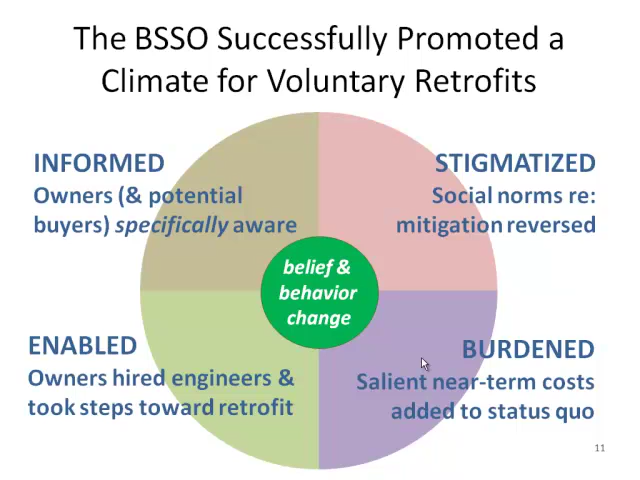 The BSSO Successfully Promoted a
Climate for Voluntary Retrofits
INFORMED
Owners (& potential
buyers) specifically aware
STIGMATIZED
Social norms re:
mitigation reversed
belief &
behavior
change
ENABLED
Owners hired engineers &
took steps toward retrofit
BURDENED
Salient near-term costs
added to status quo
11